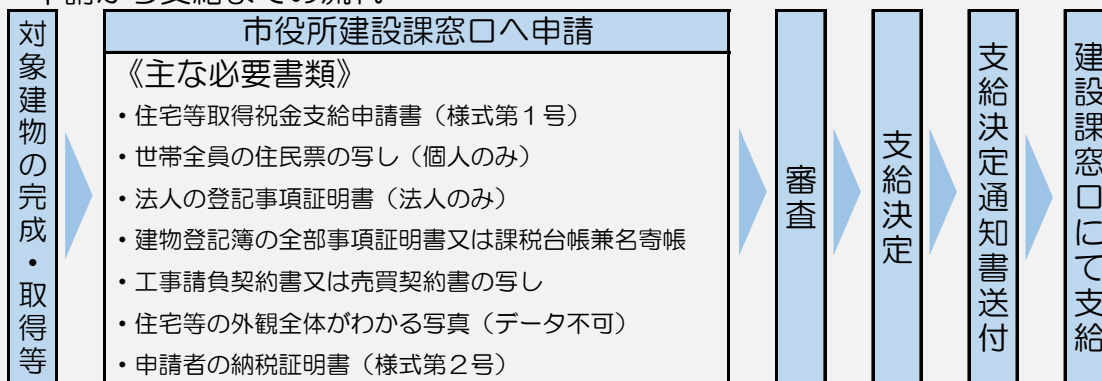 申請から支給までの流れ
対象建物の完成・取得等
市役所建設課窓口へ申請
《主な必要書類》
・住宅等取得祝金支給申請書（様式第１号）
・世帯全員の住民票の写し（個人のみ）
・法人の登記事項証明書（法人のみ）
・建物登記簿の全部事項証明書又は課税台帳兼名寄帳
・工事請負契約書又は売買契約書の写し
・住宅等の外観全体がわかる写真（データ不可）
・申請者の納税証明書（様式第２号）
審査
支給決定
支給決定通知書送付
建設課窓口にて支給